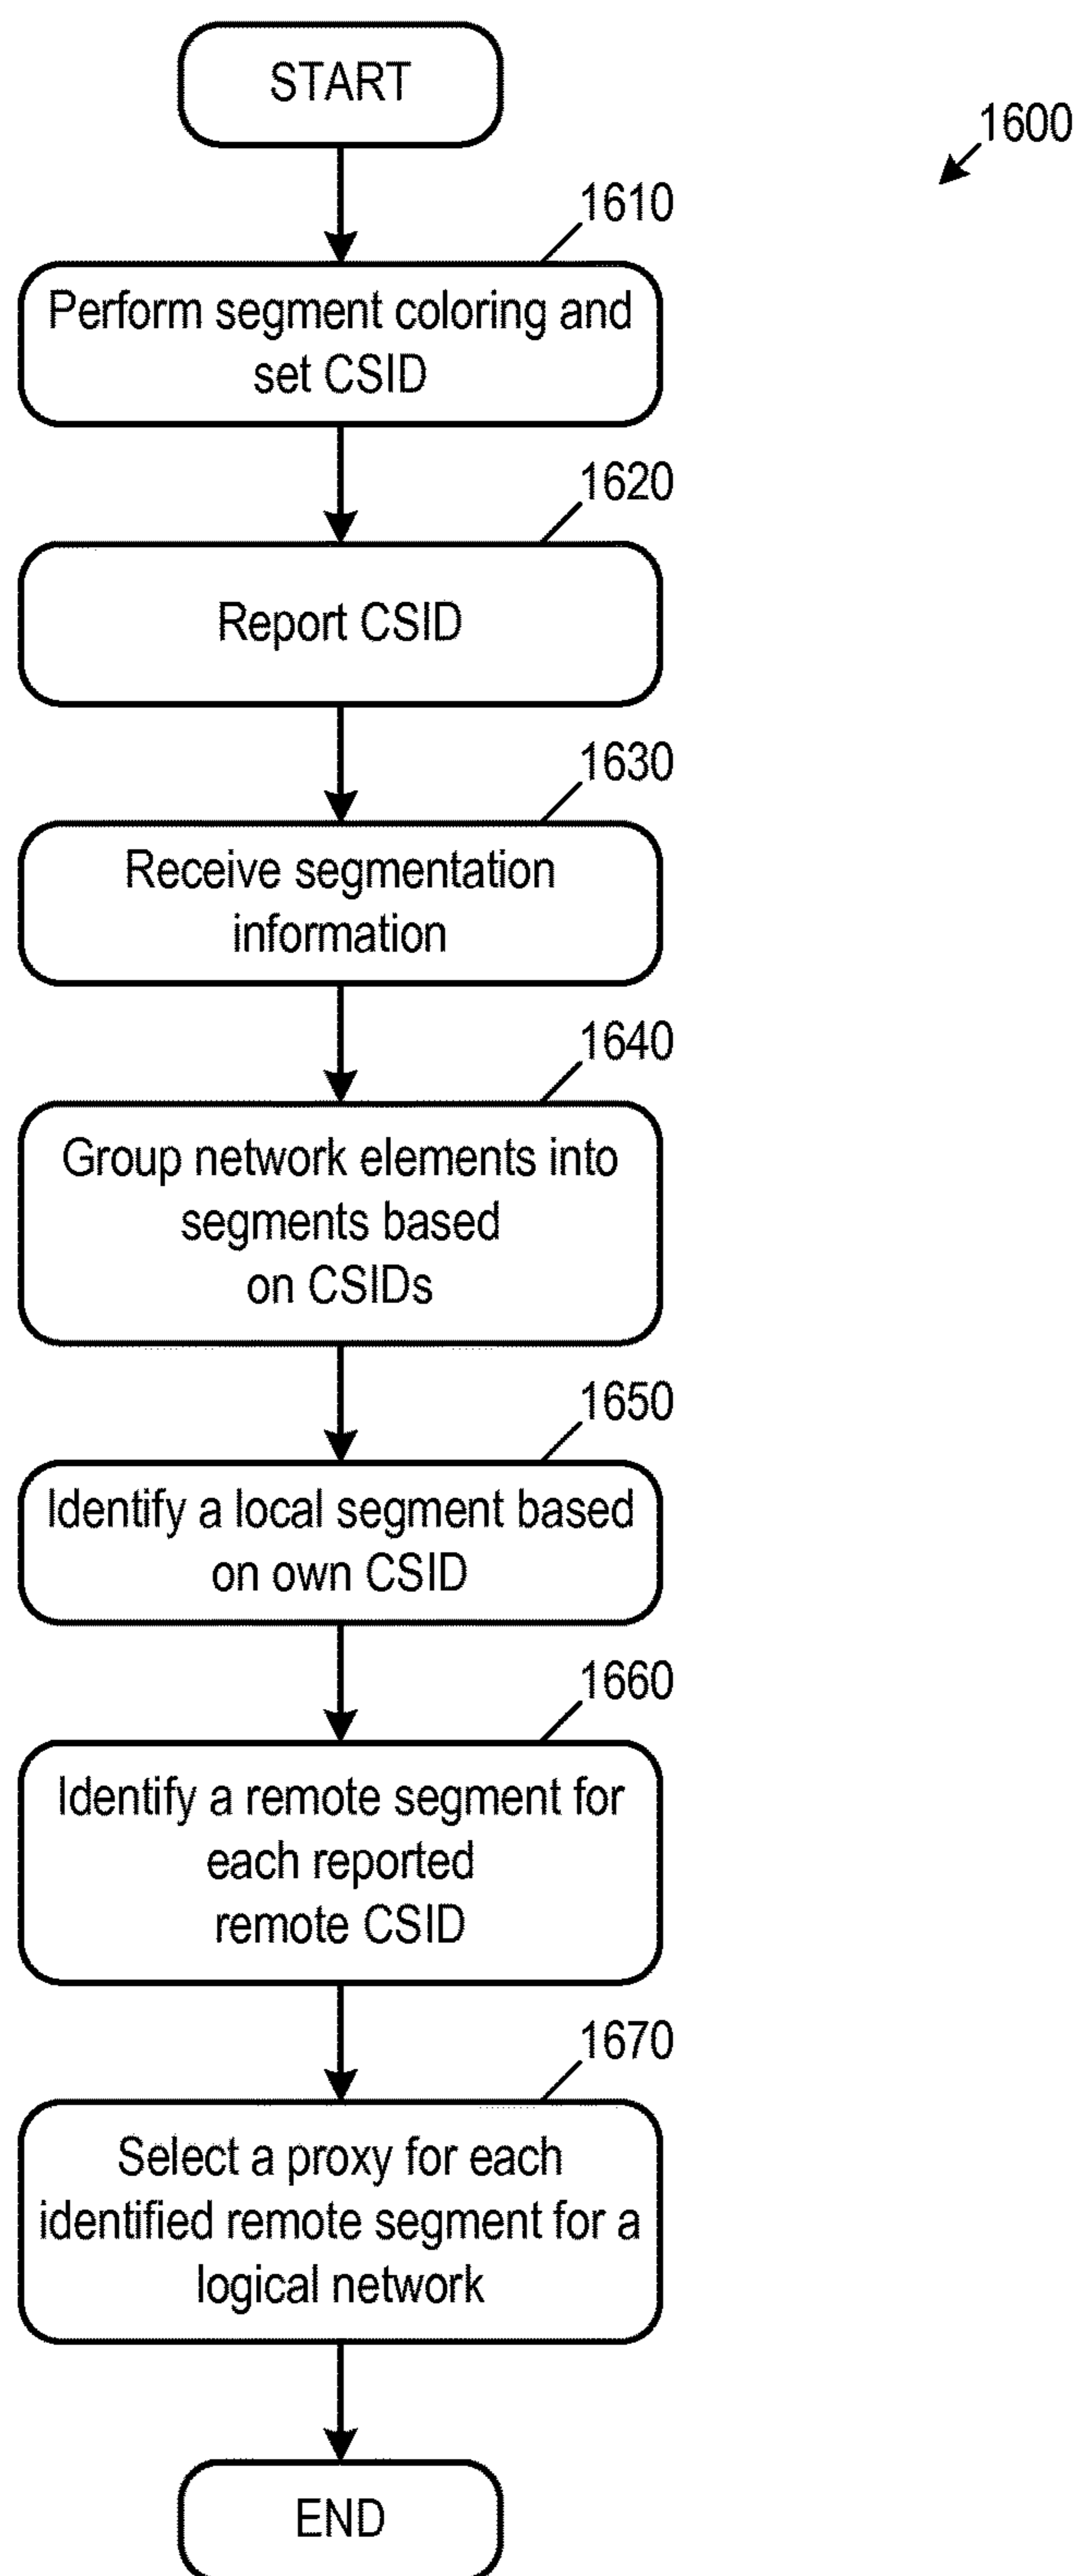 START
1600
1610
Perform segment coloring and
set CSID
1620
Report CSID
1630
Receive segmentation
information
1640
Group network elements into
segments based
on CSIDs
1650
Identify a local segment based
on own CSID
1660
Identify a remote segment for
each reported
remote CSID
1670
Select a proxy for each
identified remote segment for a
logical network
END